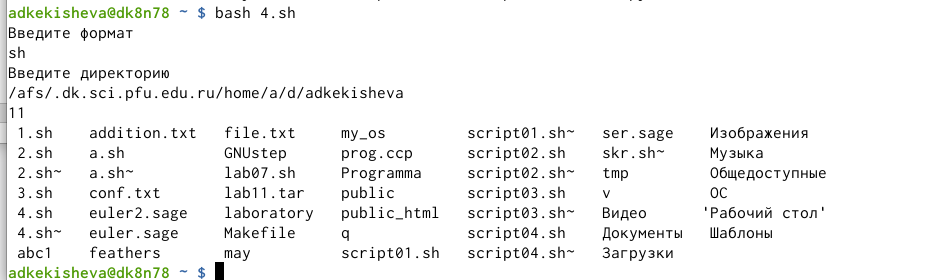 adkekisheva@dk8n78 ~ $ bash 4.sh
Введите формат
sh
Введите директорию
/afs/.dk.sci.pfu.edu.ru/home/a/d/adkekisheva
11
1.sh addition.txt file.txt my_os script01.sh~ ser.sage Изображения
2.sh a.sh GNUstep prog.ccp script02.sh skr.sh~ Музыка
2.sh~ a.sh~ lab07.sh Programma script02.sh~ tmp Общедоступные
3.sh conf.txt lab11.tar public script03.sh v ОС
4.sh euler2.sage laboratory public_html script03.sh~ Видео 'Рабочий стол'
4.sh~ euler.sage Makefile q script04.sh Документы Шаблоны
abc1 feathers may script01.sh script04.sh~ Загрузки
adkekisheva@dk8n78 ~ $